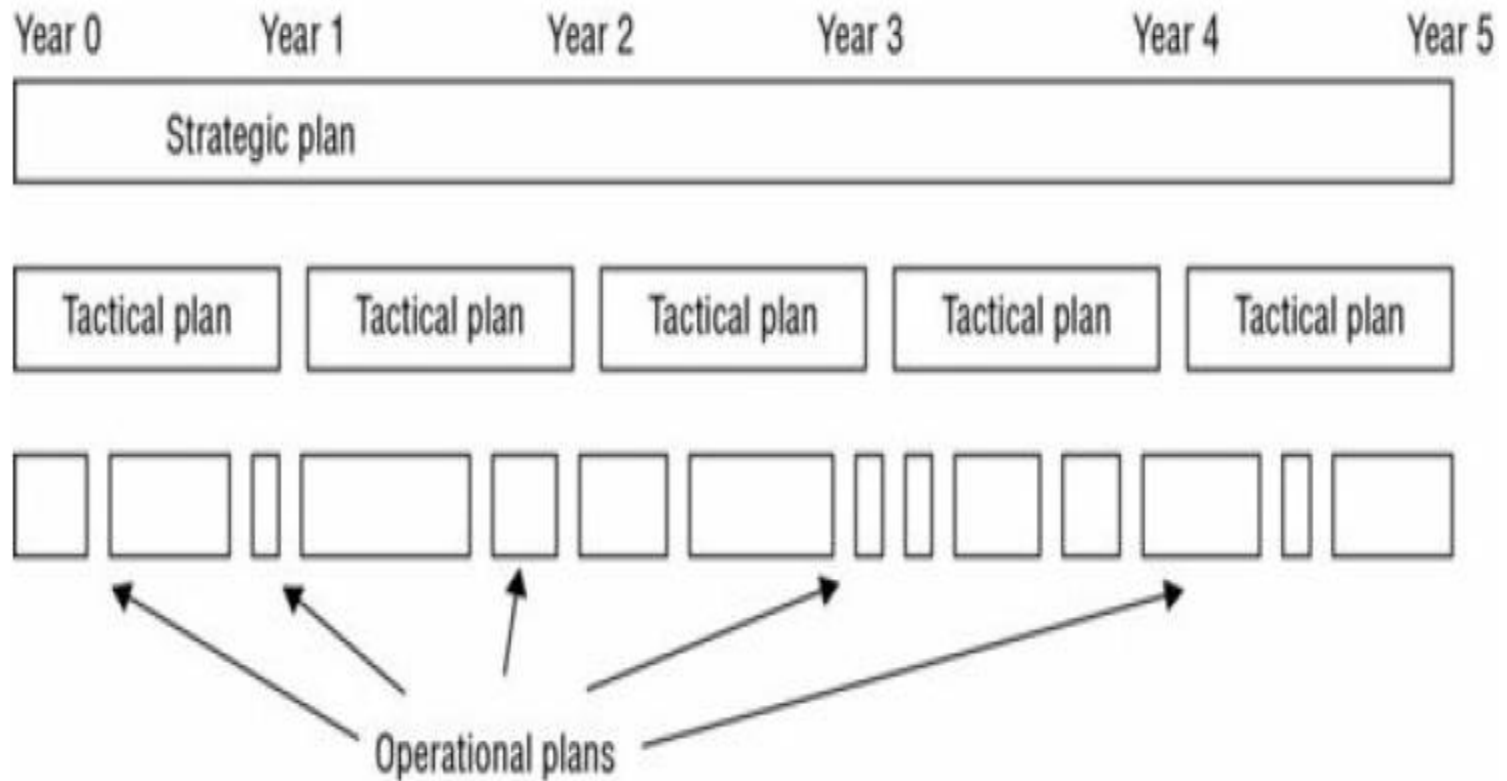 Year 0 Year 1 Year 2 Year 3 Year 4 Year 5
Strategic plan
Tactical plan Tactical plan Tactical plan Tactical plan Tactical plan
Operational plans